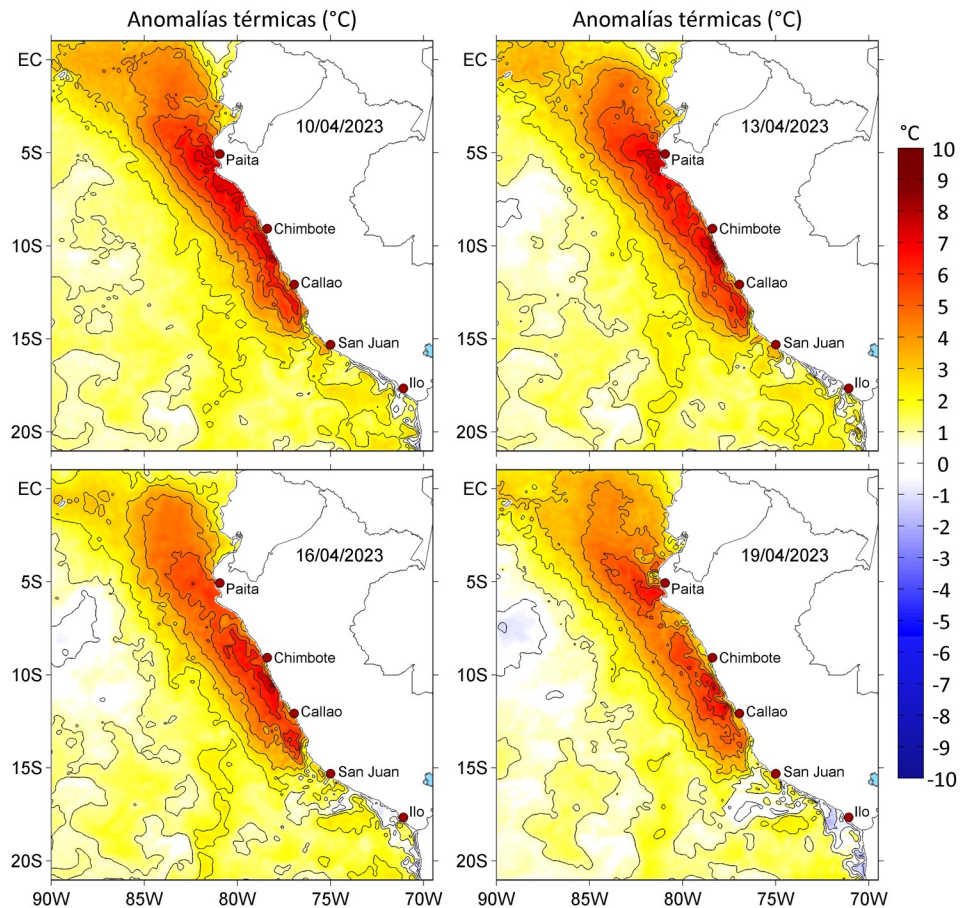 Anomalías térmicas (°C)
Anomalías térmicas (°C)
EC
5S
10S
15S
20S
10/04/2023
Paita
Chimbote
Callao
San Juan
Ilo
13/04/2023
EC
5S
10S
15S
20S
Paita
Chimbote
Callao
San Juan
Ilo
°C
10
9
8
7
6
5
4
3
2
1
0
-1
-2
-3
-4
-5
-6
-7
-8
-9
-10
EC
5S
10S
15S
20S
16/04/2023
Paita
Chimbote
Callao
San Juan
Ilo
90W 85W 80W 75W 70W
EC
5S
10S
15S
20S
19/04/2023
Paita
Chimbote
Callao
San Juan
Ilo
90W 85W 80W 75W 70W